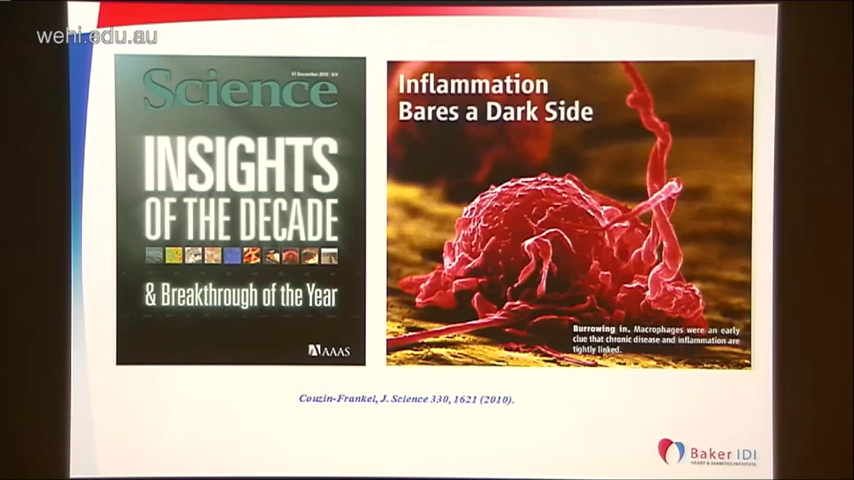 wehi.edu.au
Science
17 December 2010
INSIGHTS
OF THE DECADE
& Breakthrough of the Year
AAAS
Inflammation
Bares a Dark Side
Burrowing in. Macrophages were an early
clue that chronic disease and inflammation are
tightly linked.
Couzin-Frankel, J. Science 330, 1621 (2010).
Baker IDI
HEART & DIABETES INSTITUTE